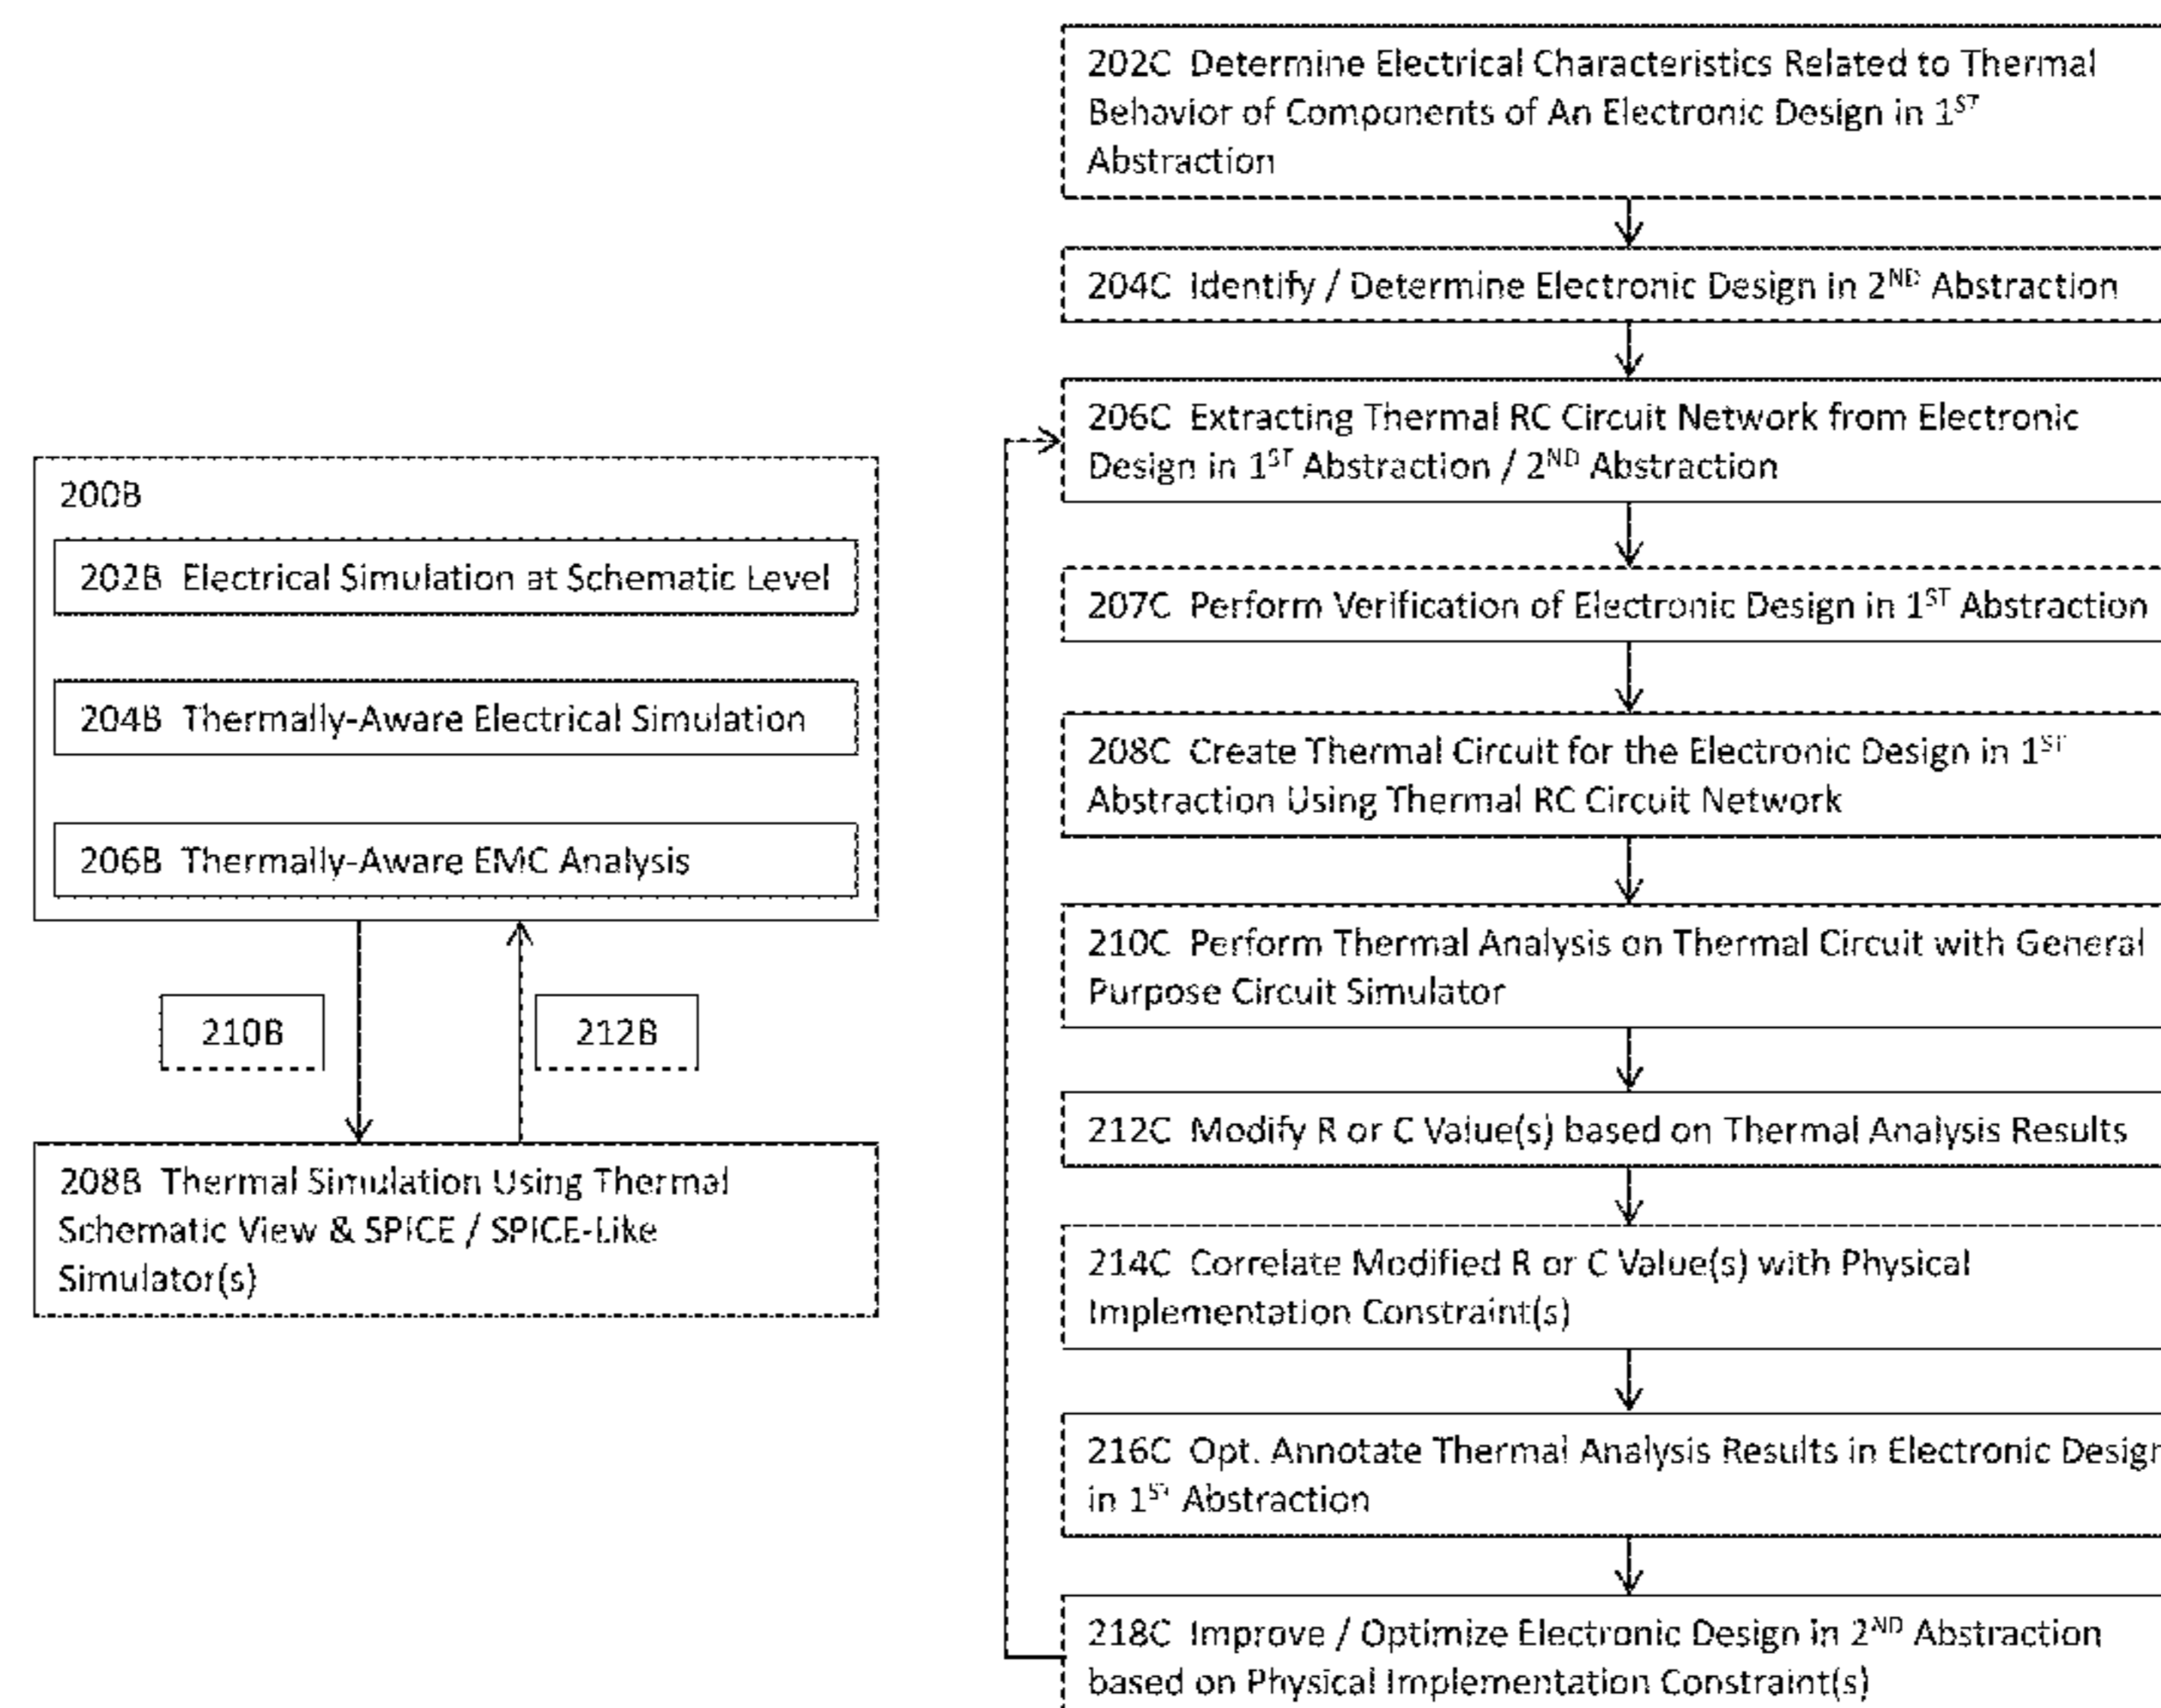 200B
202B Electrical Simulation at Schematic Level
204B Thermally-Aware Electrical Simulation
206B Thermally-Aware EMC Analysis
210B
212B
208B Thermal Simulation Using Thermal
Schematic View & SPICE / SPICE-Like
Simulator(s)
202C Determine Electrical Characteristics Related to Thermal
Behavior of Components of An Electronic Design in 1ST
Abstraction
204C Identify / Determine Electronic Design in 2ND Abstraction
206C Extracting Thermal RC Circuit Network from Electronic
Design in 1ST Abstraction / 2ND Abstraction
207C Perform Verification of Electronic Design in 1ST Abstraction
208C Create Thermal Circuit for the Electronic Design in 1ST
Abstraction Using Thermal RC Circuit Network
210C Perform Thermal Analysis on Thermal Circuit with General
Purpose Circuit Simulator
212C Modify R or C Value(s) based on Thermal Analysis Results
214C Correlate Modified R or C Value(s) with Physical
Implementation Constraint(s)
216C Opt. Annotate Thermal Analysis Results in Electronic Design
in 1ST Abstraction
218C Improve / Optimize Electronic Design in 2ND Abstraction
based on Physical Implementation Constraint(s)